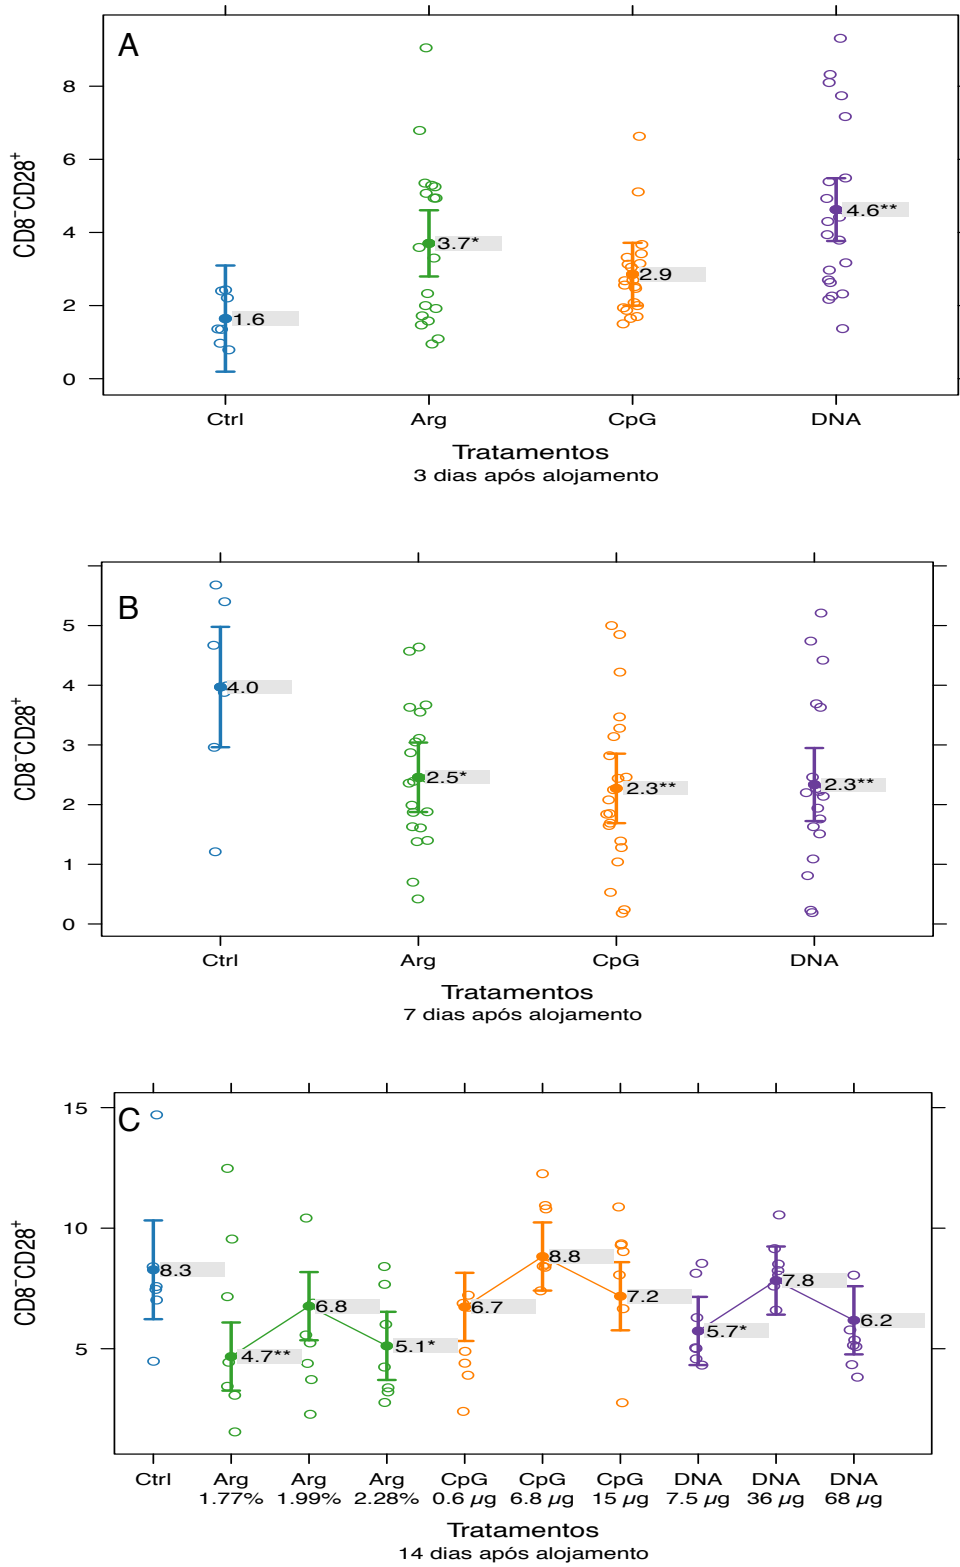 A
CD8⁻CD28⁺
8
6
4
2
0
1.6
3.7*
2.9
4.6**
Ctrl Arg CpG DNA
Tratamentos
3 dias após alojamento
B
CD8⁻CD28⁺
5
4
3
2
1
0
4.0
2.5*
2.3**
2.3**
Ctrl Arg CpG DNA
Tratamentos
7 dias após alojamento
C
CD8⁻CD28⁺
15
10
5
8.3
4.7**
6.8
5.1*
6.7
8.8
7.2
5.7*
7.8
6.2
Ctrl Arg Arg Arg CpG CpG CpG DNA DNA DNA
1.77% 1.99% 2.28% 0.6 µg 6.8 µg 15 µg 7.5 µg 36 µg 68 µg
Tratamentos
14 dias após alojamento